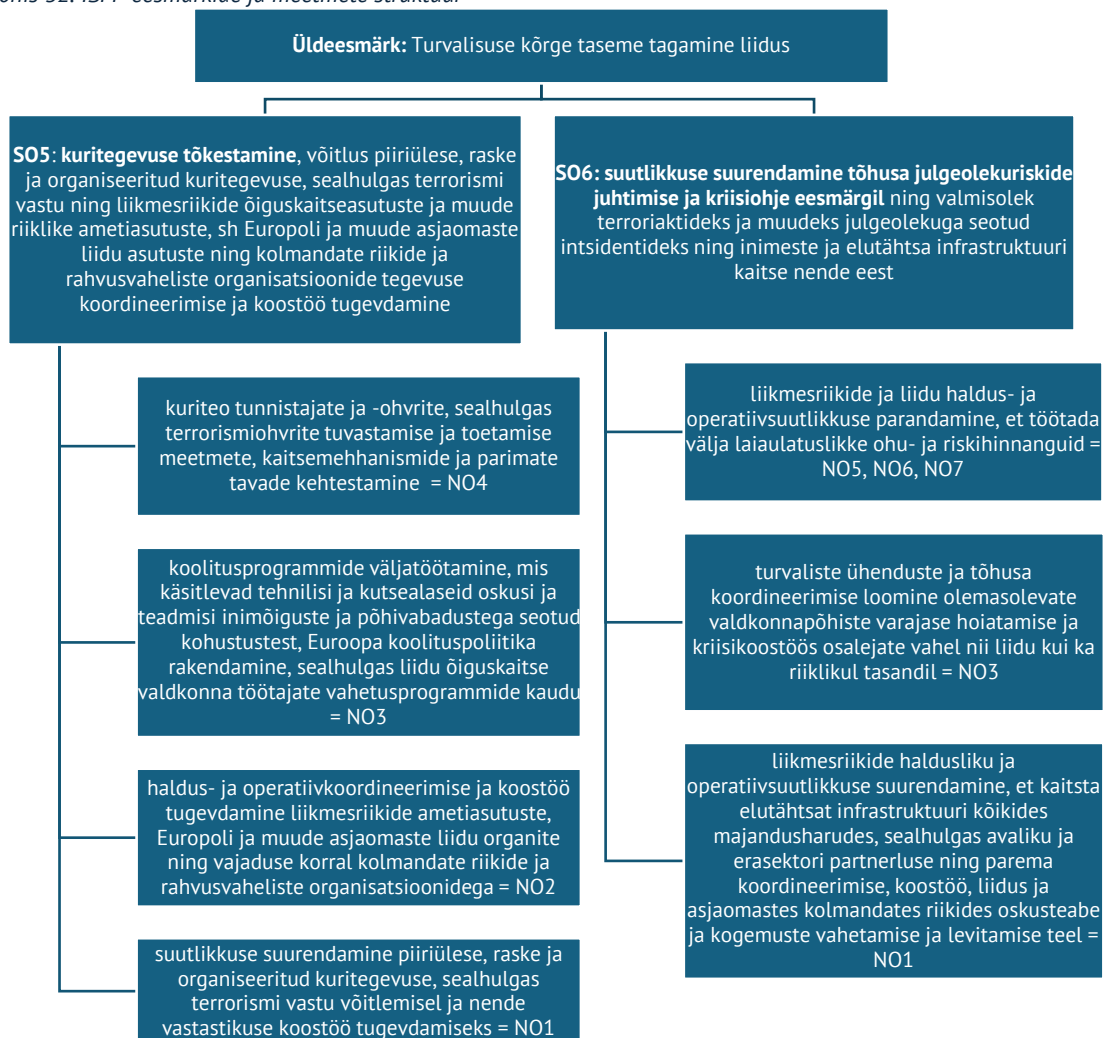 Üldeesmärk: Turvalisuse kõrge taseme tagamine liidus
SO5: kuritegevuse tõkestamine, võitlus piiriülese, raske
ja organiseeritud kuritegevuse, sealhulgas terrorismi
vastu ning liikmesriikide õiguskaitseasutuste ja muude
riiklike ametiasutuste, sh Europoli ja muude asjaomaste
liidu asutuste ning kolmandate riikide ja
rahvusvaheliste organisatsioonide tegevuse
koordineerimise ja koostöö tugevdamine
kuriteo tunnistajate ja -ohvrite, sealhulgas
terrorismiohvrite tuvastamise ja toetamise
meetmete, kaitsemehhanismide ja parimate
tavade kehtestamine = NO4
koolitusprogrammide väljatöötamine, mis
käsitlevad tehnilisi ja kutsealaseid oskusi ja
teadmisi inimõiguste ja põhivabadustega seotud
kohustustest, Euroopa koolituspoliitika
rakendamine, sealhulgas liidu õiguskaitse
valdkonna töötajate vahetusprogrammide kaudu
= NO3
haldus- ja operatiivkoordineerimise ja koostöö
tugevdamine liikmesriikide ametiasutuste,
Europoli ja muude asjaomaste liidu organite
ning vajaduse korral kolmandate riikide ja
rahvusvaheliste organisatsioonidega = NO2
suutlikkuse suurendamine piiriülese, raske ja
organiseeritud kuritegevuse, sealhulgas
terrorismi vastu võitlemisel ja nende
vastastikuse koostöö tugevdamiseks = NO1
SO6: suutlikkuse suurendamine tõhusa julgeolekuriskide
juhtimise ja kriisiohje eesmärgil ning valmisolek
terroriaktideks ja muudeks julgeolekuga seotud
intsidentideks ning inimeste ja elutähtsa infrastruktuuri
kaitse nende eest
liikmesriikide ja liidu haldus- ja
operatiivsuutlikkuse parandamine, et töötada
välja laiaulatuslikke ohu- ja riskihinnanguid =
NO5, NO6, NO7
turvaliste ühenduste ja tõhusa
koordineerimise loomine olemasolevate
valdkonnapõhiste varajase hoiatamise ja
kriisikoostöös osalejate vahel nii liidu kui ka
riiklikul tasandil = NO3
liikmesriikide haldusliku ja
operatiivsuutlikkuse suurendamine, et kaitsta
elutähtsat infrastruktuuri kõikides
majandusharudes, sealhulgas avaliku ja
erasektori partnerluse ning parema
koordineerimise, koostöö, liidus ja
asjaomastes kolmandates riikides oskusteabe
ja kogemuste vahetamise ja levitamise teel =
NO1